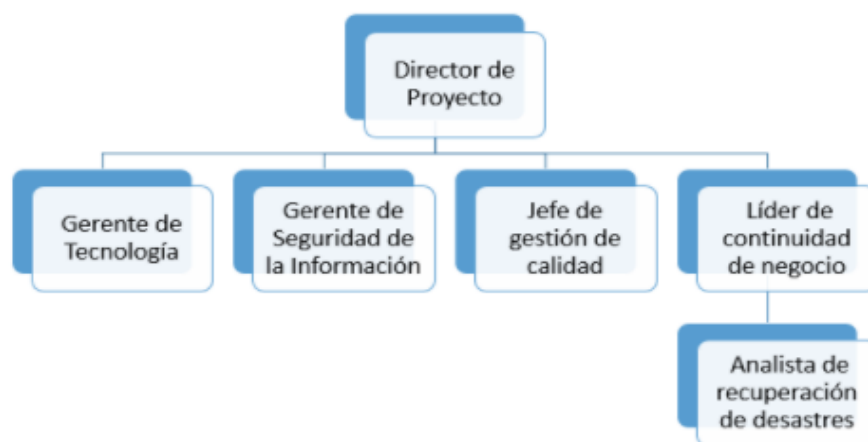 Director de
Proyecto
Gerente de
Tecnología
Gerente de
Seguridad de
la Información
Jefe de
gestión de
calidad
Líder de
continuidad
de negocio
Analista de
recuperación
de desastres